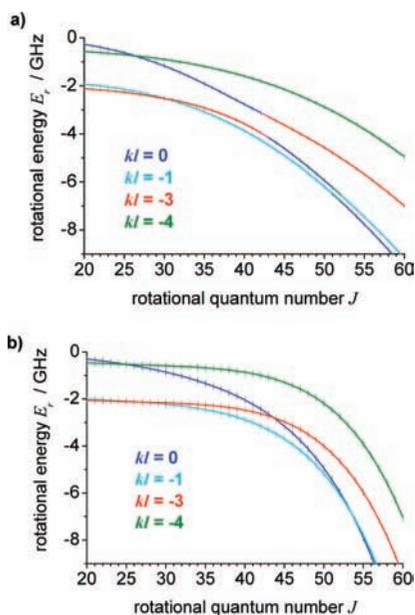 a)
0
-2
-4
-6
-8
rotational energy E_r / GHz
kl = 0
kl = -1
kl = -3
kl = -4
20 25 30 35 40 45 50 55 60
rotational quantum number J
b)
0
-2
-4
-6
-8
rotational energy E_r / GHz
kl = 0
kl = -1
kl = -3
kl = -4
20 25 30 35 40 45 50 55 60
rotational quantum number J